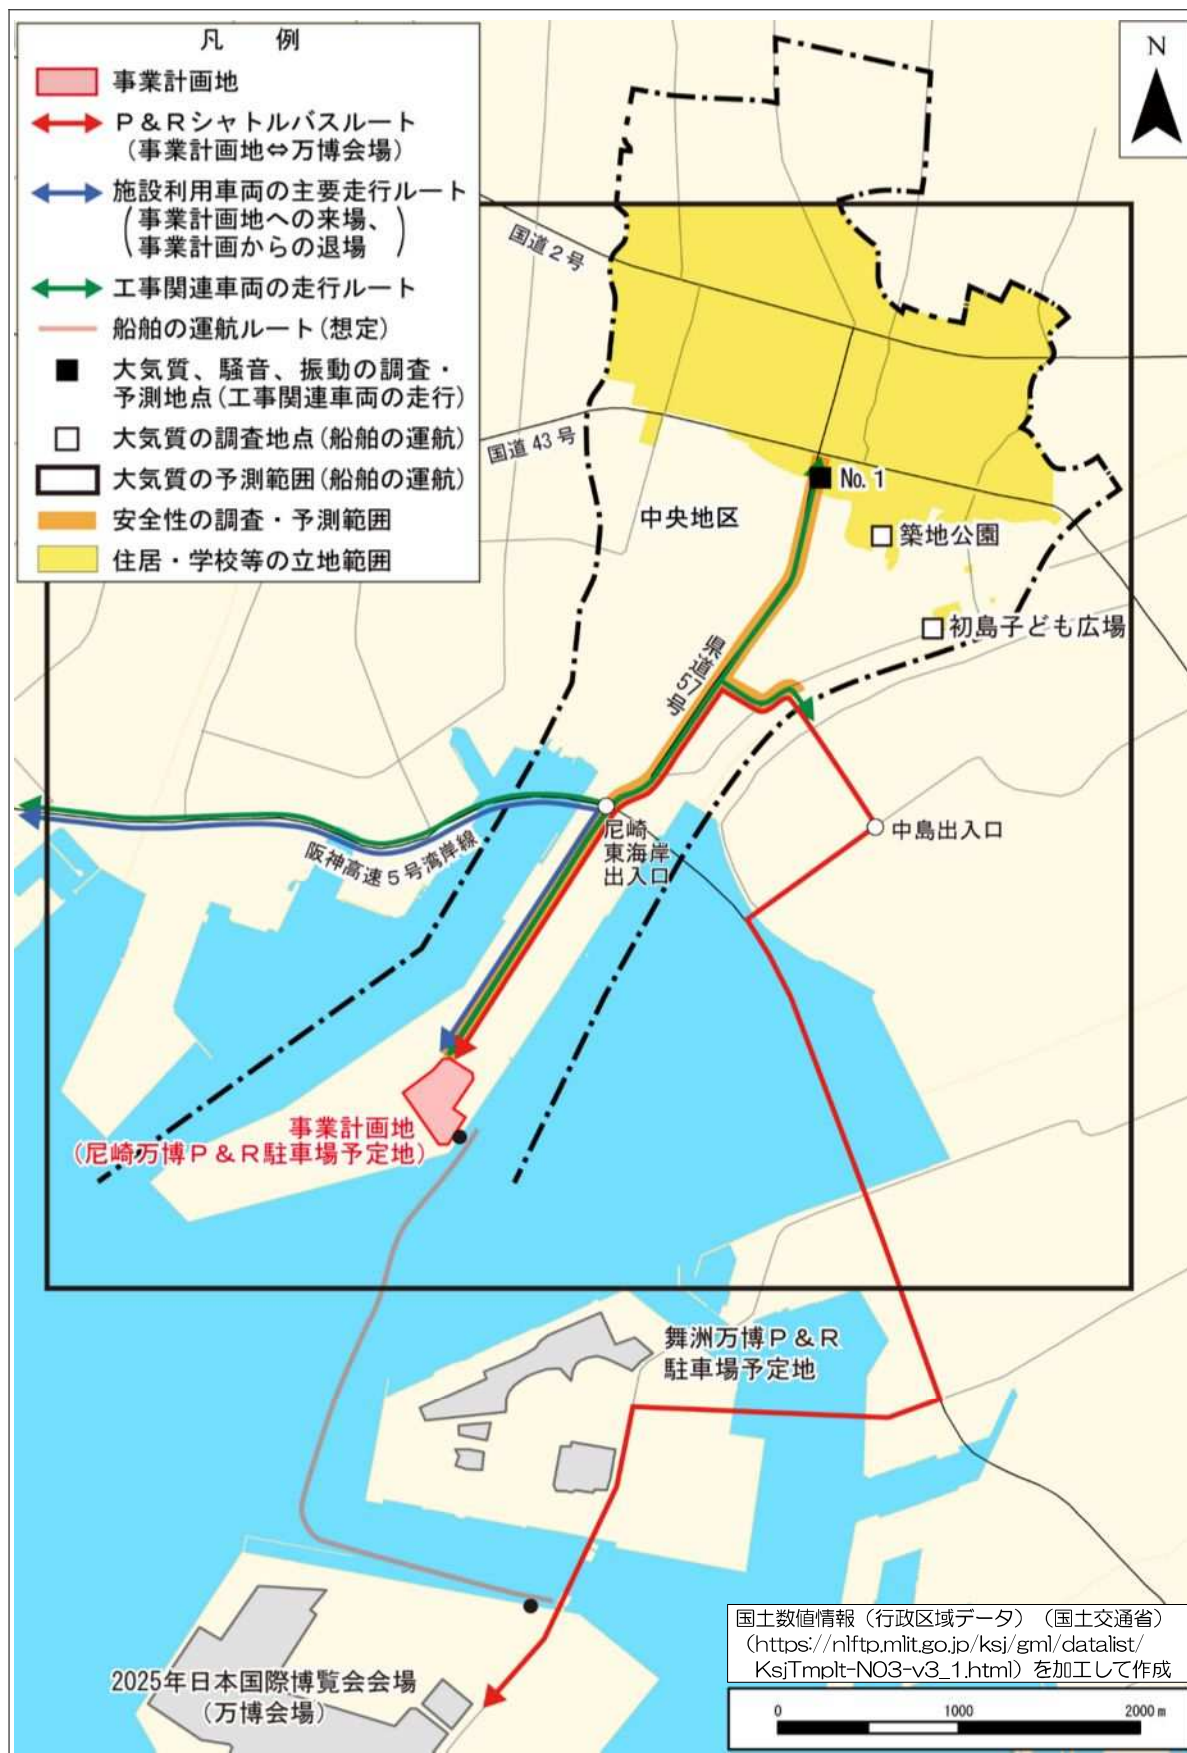 凡　例
事業計画地
P＆Rシャトルバスルート
（事業計画地⇔万博会場）
施設利用車両の主要走行ルート
（事業計画地への来場、
事業計画からの退場）
工事関連車両の走行ルート
船舶の運航ルート（想定）
大気質、騒音、振動の調査・
予測地点（工事関連車両の走行）
大気質の調査地点（船舶の運航）
大気質の予測範囲（船舶の運航）
安全性の調査・予測範囲
住居・学校等の立地範囲
N
国道２号
国道43号
No.1
中央地区
築地公園
初島子ども広場
県道57号
尼崎
東海岸
出入口
中島出入口
阪神高速５号湾岸線
事業計画地
（尼崎万博P＆R駐車場予定地）
舞洲万博P＆R
駐車場予定地
2025年日本国際博覧会会場
（万博会場）
国土数値情報（行政区域データ）（国土交通省）
（https://nlftp.mlit.go.jp/ksj/gml/datalist/
KsjTmplt-N03-v3_1.html）を加工して作成
0 1000 2000m